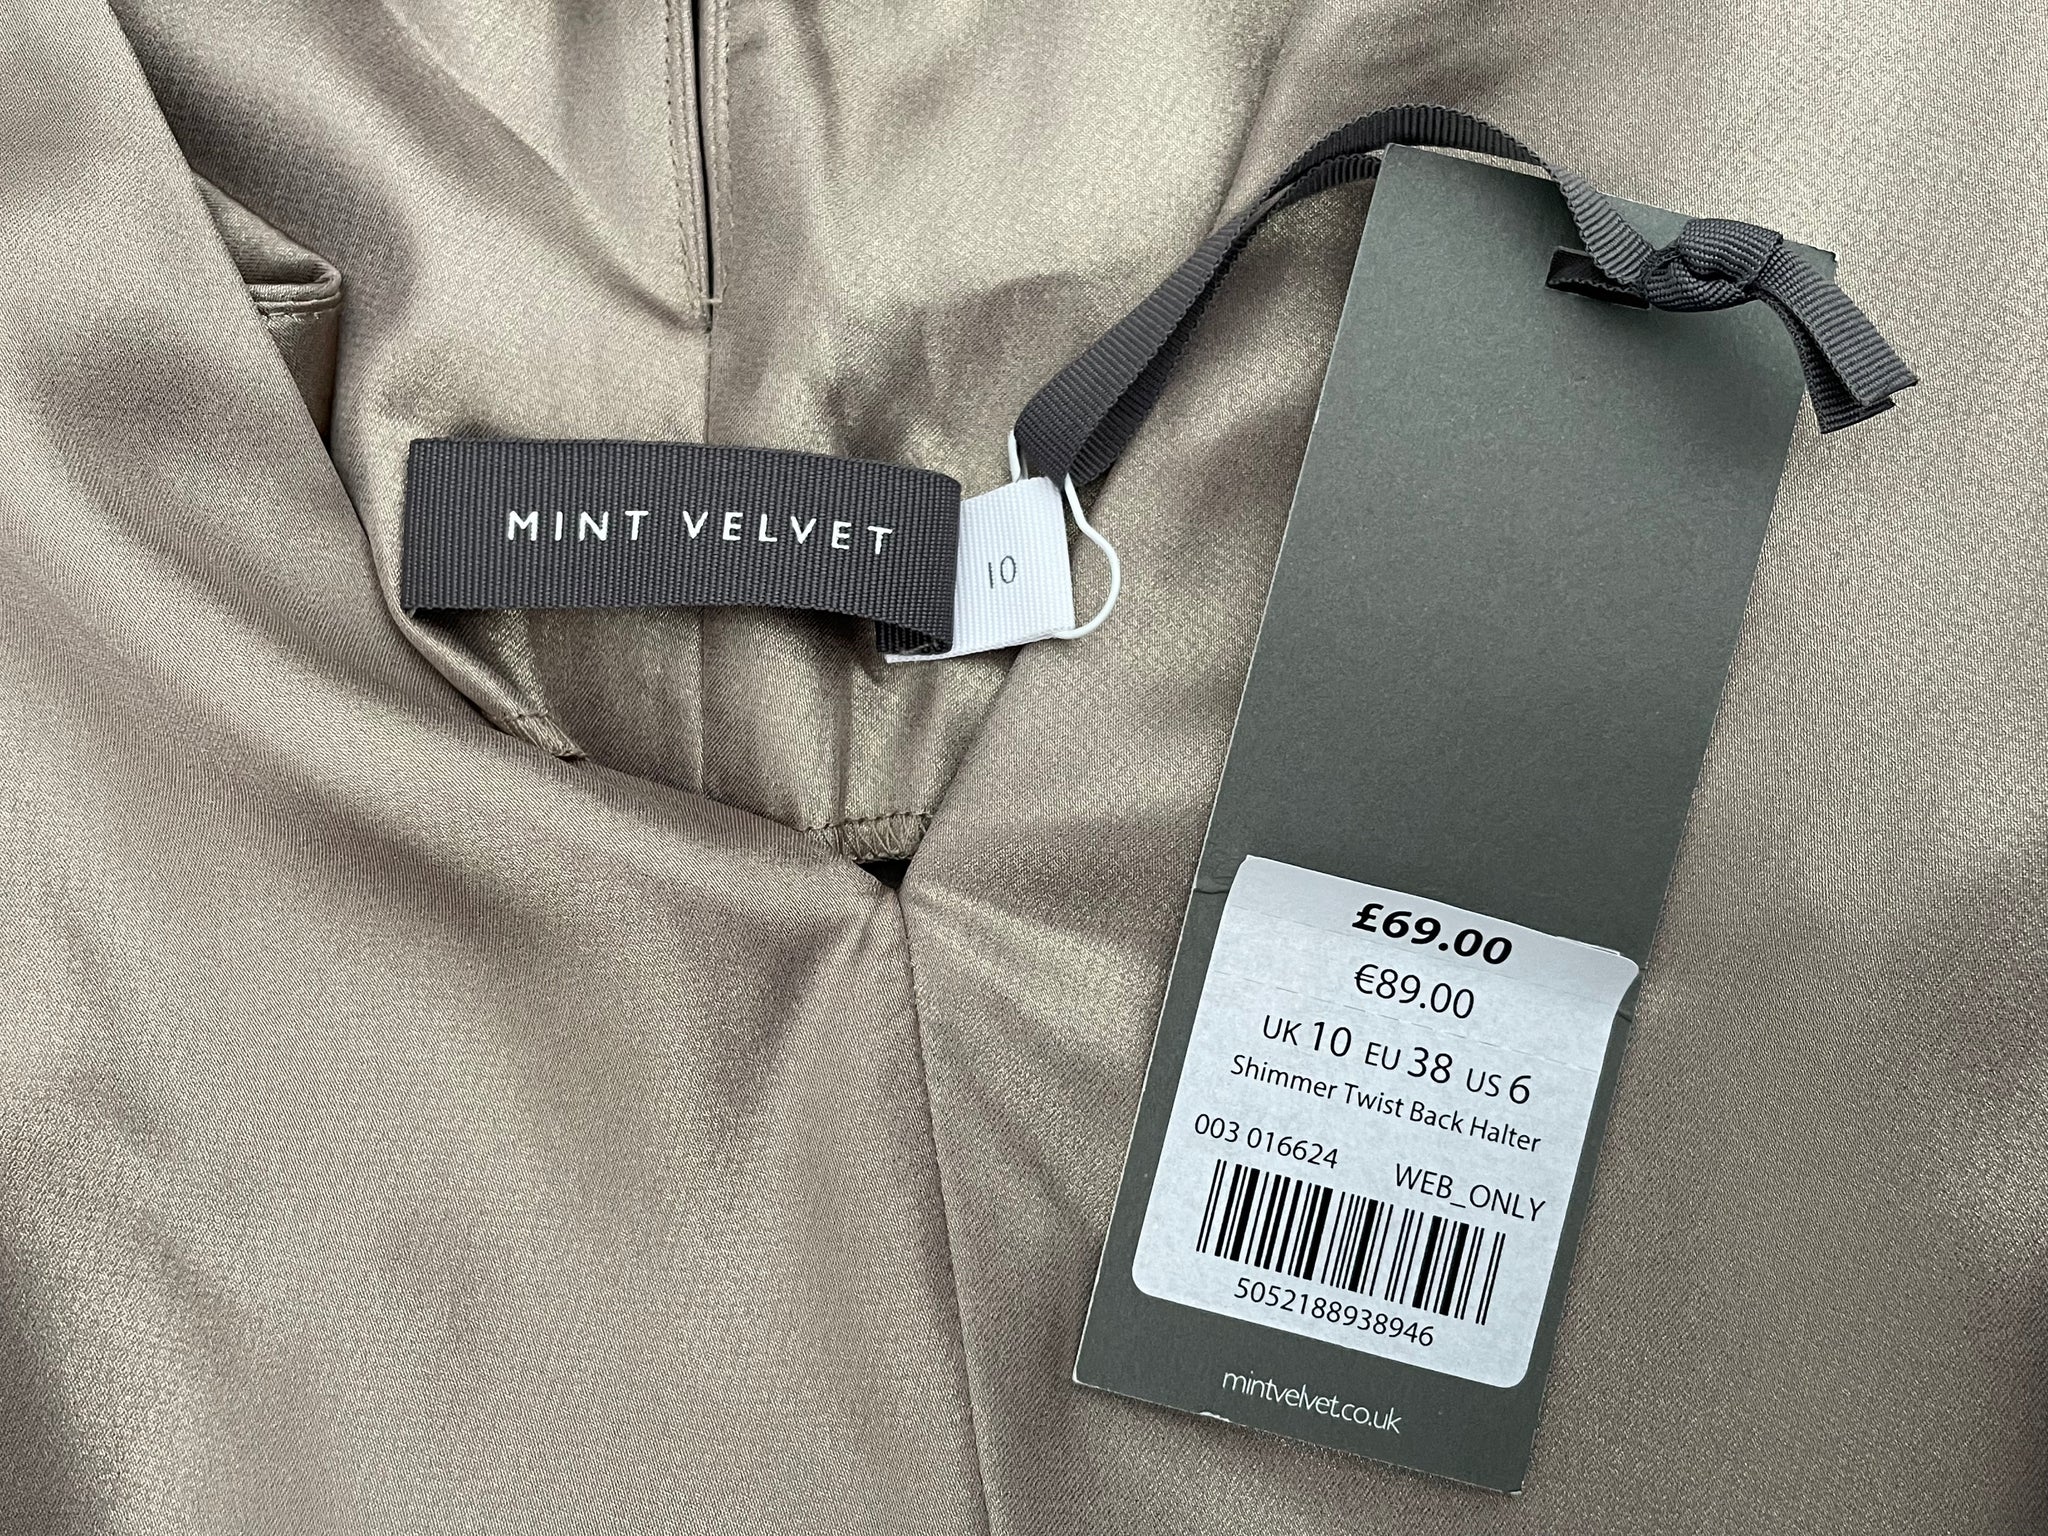 MINT VELVET
10
£69.00
€89.00
UK 10 EU 38 US 6
Shimmer Twist Back Halter
003 016624 WEB_ONLY
5052188938946
mintvelvet.co.uk